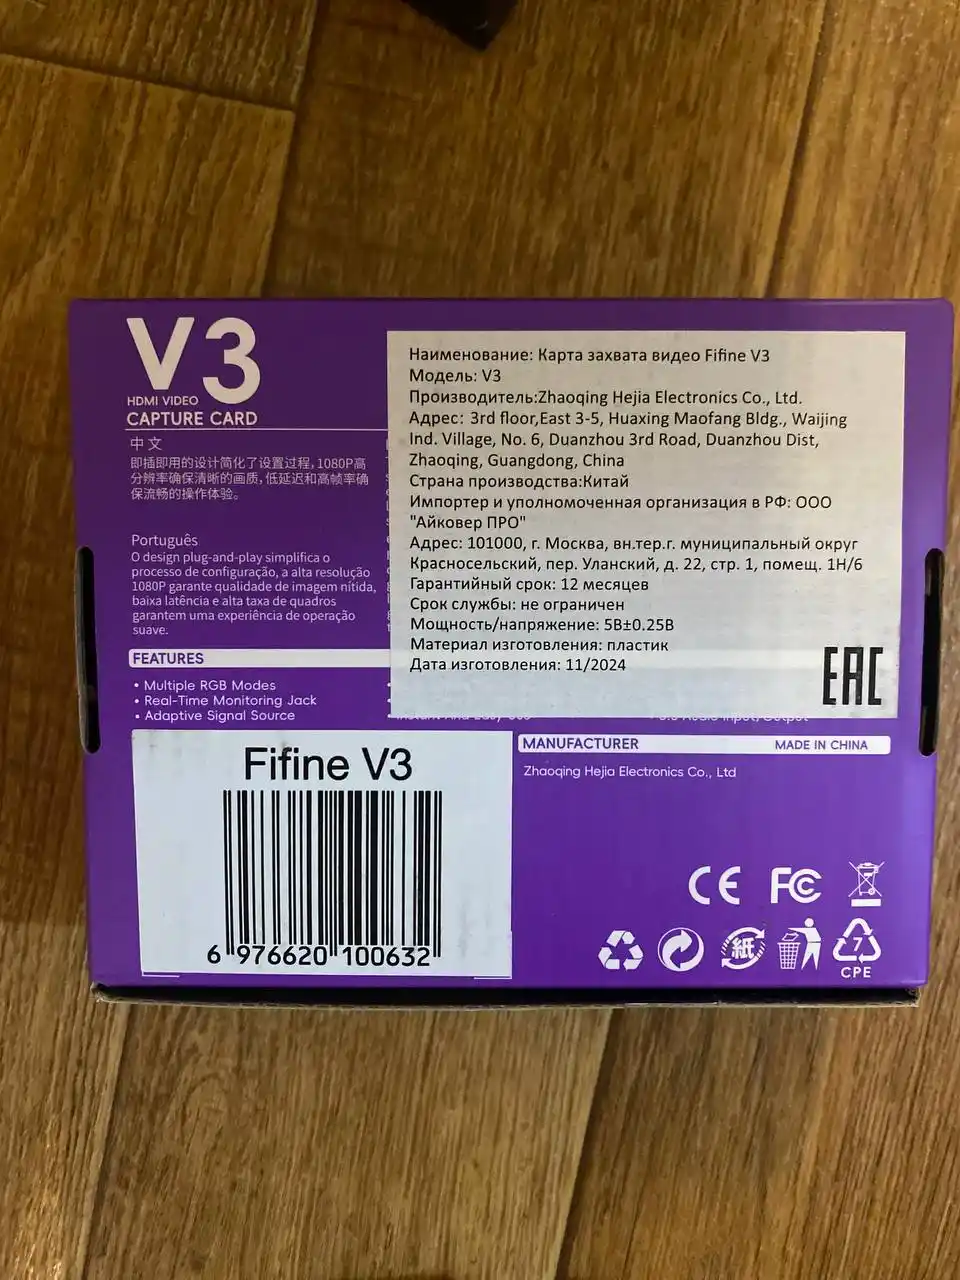 V3
HDMI VIDEO
CAPTURE CARD
中文
即插即用的设计简化了设置过程,1080P高
分辨率确保清晰的画质,低延迟和高帧率确
保流畅的操作体验。
Português
O design plug-and-play simplifica o
processo de configuração, a alta resolução
1080P garante qualidade de imagem nítida,
baixa latência e alta taxa de quadros
garantem uma experiência de operação
suave.
FEATURES
• Multiple RGB Modes
• Real-Time Monitoring Jack
• Adaptive Signal Source
Наименование: Карта захвата видео Fifine V3
Модель: V3
Производитель:Zhaoqing Hejia Electronics Co., Ltd.
Адрес: 3rd floor,East 3-5, Huaxing Maofang Bldg., Waijing
Ind. Village, No. 6, Duanzhou 3rd Road, Duanzhou Dist,
Zhaoqing, Guangdong, China
Страна производства:Китай
Импортер и уполномоченная организация в РФ: ООО
"Айковер ПРО"
Адрес: 101000, г. Москва, вн.тер.г. муниципальный округ
Красносельский, пер. Уланский, д. 22, стр. 1, помещ. 1Н/6
Гарантийный срок: 12 месяцев
Срок службы: не ограничен
Мощность/напряжение: 5В±0.25В
Материал изготовления: пластик
Дата изготовления: 11/2024
EAC
Fifine V3
6 976620 100632
MANUFACTURER MADE IN CHINA
Zhaoqing Hejia Electronics Co., Ltd
CE FC
紙
7
CPE